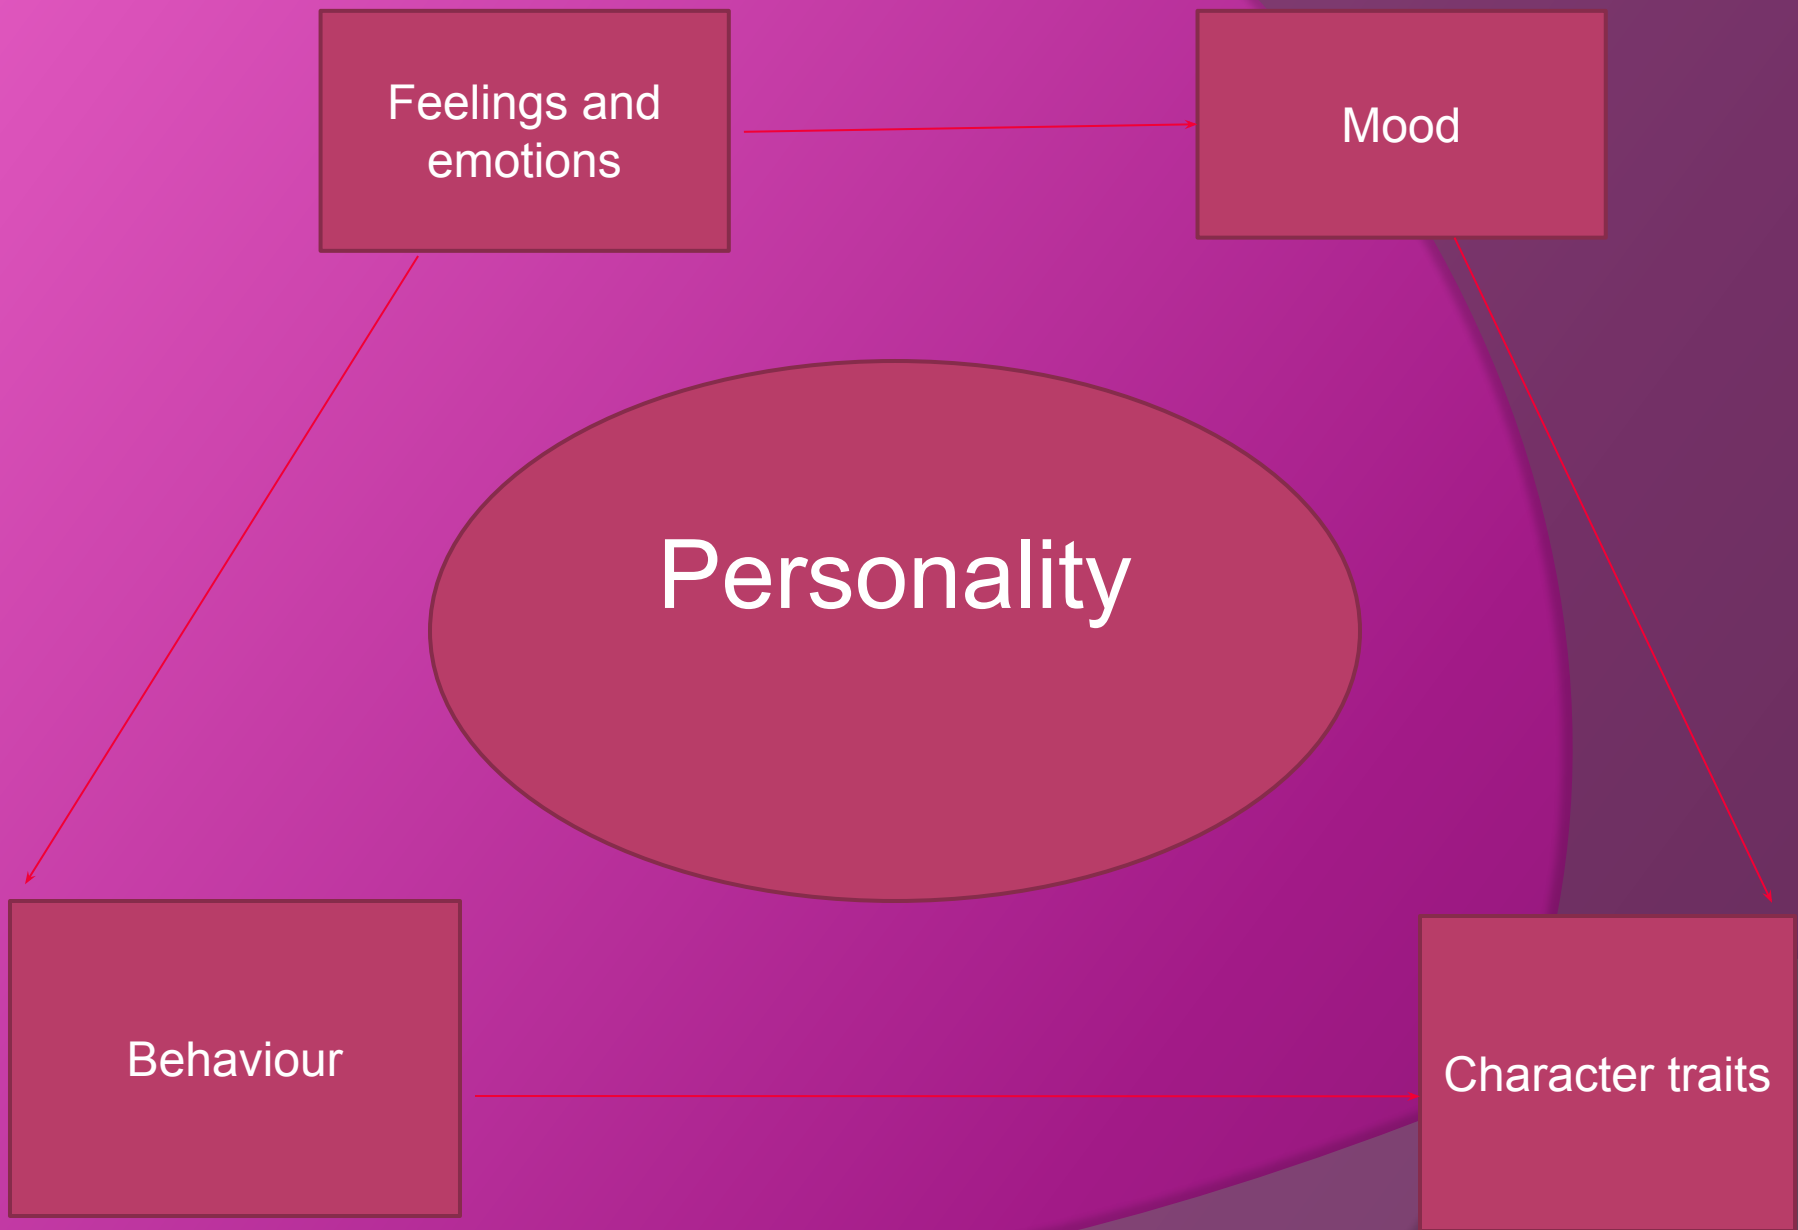 Feelings and
emotions
Mood
Personality
Behaviour
Character traits